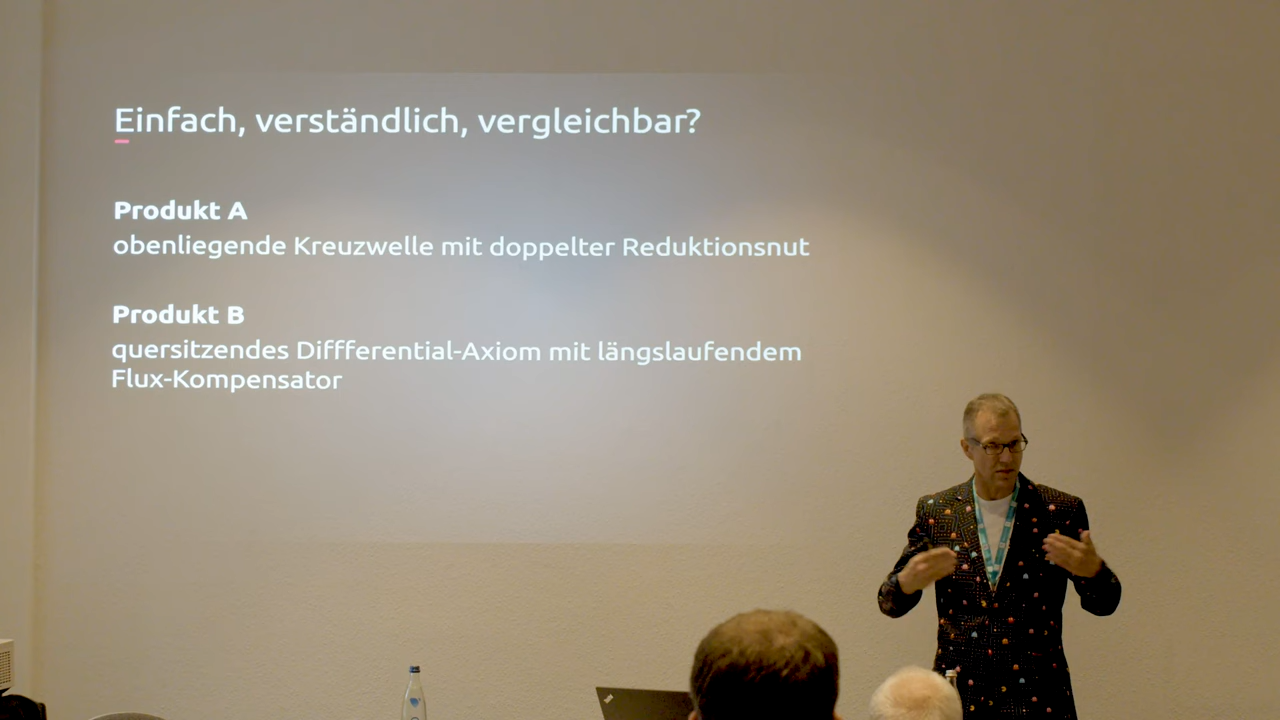 Einfach, verständlich, vergleichbar?
Produkt A
obenliegende Kreuzwelle mit doppelter Reduktionsnut
Produkt B
quersitzendes Diffferential-Axiom mit längslaufendem
Flux-Kompensator